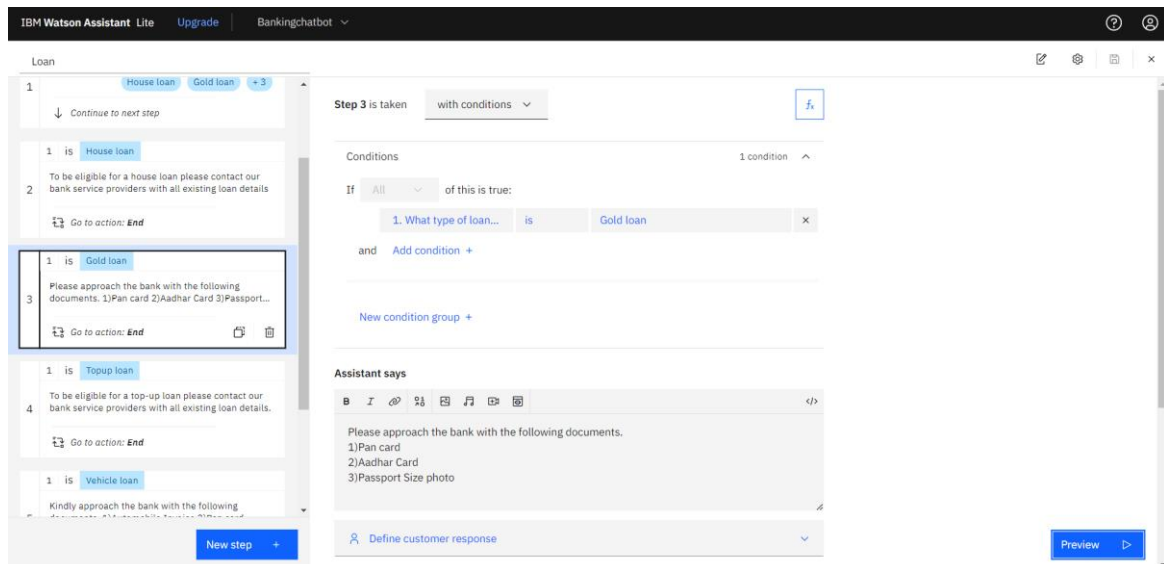 IBM Watson Assistant Lite Upgrade Bankingchatbot
Loan
1 House loan Gold loan + 3
Continue to next step
1 is House loan
2 To be eligible for a house loan please contact our
bank service providers with all existing loan details
Go to action: End
1 is Gold loan
3 Please approach the bank with the following
documents. 1)Pan card 2)Aadhar Card 3)Passport...
Go to action: End
1 is Topup loan
4 To be eligible for a top-up loan please contact our
bank service providers with all existing loan details.
Go to action: End
1 is Vehicle loan
Kindly approach the bank with the following
New step +
Step 3 is taken with conditions fx
Conditions 1 condition
If All of this is true:
1. What type of loan... is Gold loan ×
and Add condition +
New condition group +
Assistant says
B I </>
Please approach the bank with the following documents.
1)Pan card
2)Aadhar Card
3)Passport Size photo
Define customer response
Preview